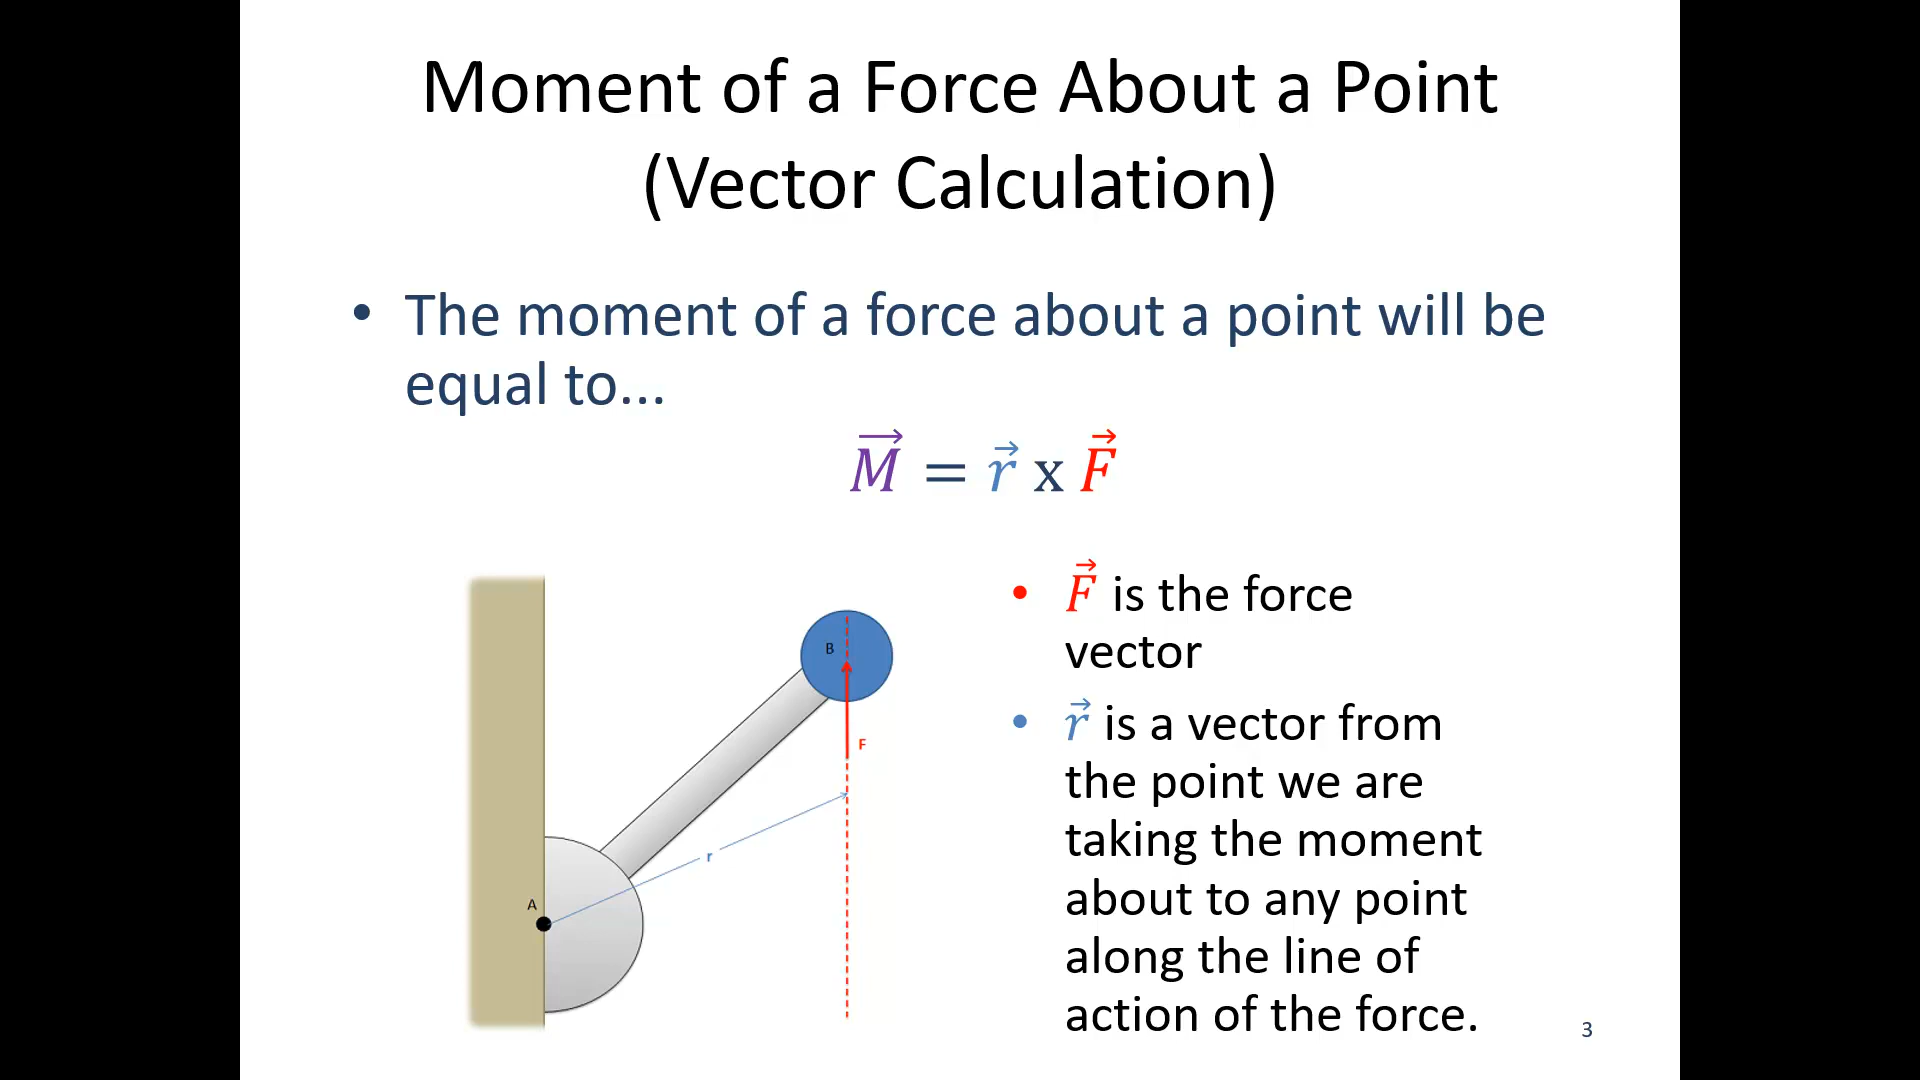 Moment of a Force About a Point
(Vector Calculation)
• The moment of a force about a point will be
equal to...
M⃗ = r⃗ x F⃗
• F⃗ is the force
vector
• r⃗ is a vector from
the point we are
taking the moment
about to any point
along the line of
action of the force.
B
F
r
A
3